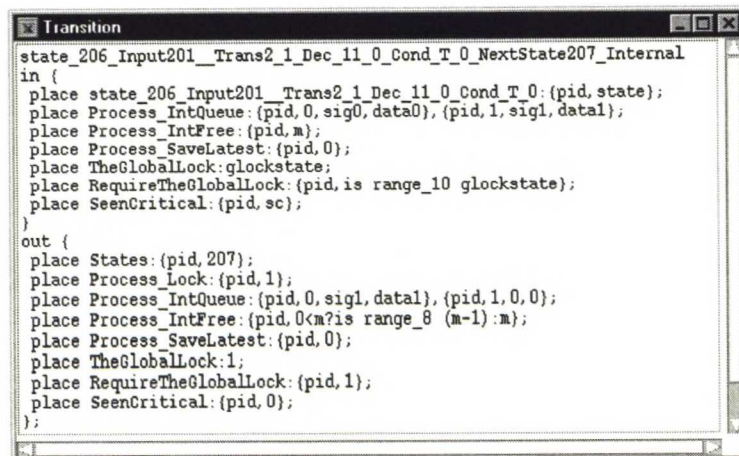 Transition
state_206_Input201__Trans2_1_Dec_11_0_Cond_T_0_NextState207_Internal
in {
place state_206_Input201__Trans2_1_Dec_11_0_Cond_T_0:{pid,state};
place Process_IntQueue:{pid,0,sig0,data0},{pid,1,sig1,data1};
place Process_IntFree:{pid,m};
place Process_SaveLatest:{pid,0};
place TheGlobalLock:glockstate;
place RequireTheGlobalLock:{pid,is range_10 glockstate};
place SeenCritical:{pid,sc};
}
out {
place States:{pid,207};
place Process_Lock:{pid,1};
place Process_IntQueue:{pid,0,sig1,data1},{pid,1,0,0};
place Process_IntFree:{pid,0<m?is range_8 (m-1):m};
place Process_SaveLatest:{pid,0};
place TheGlobalLock:1;
place RequireTheGlobalLock:{pid,1};
place SeenCritical:{pid,0};
};